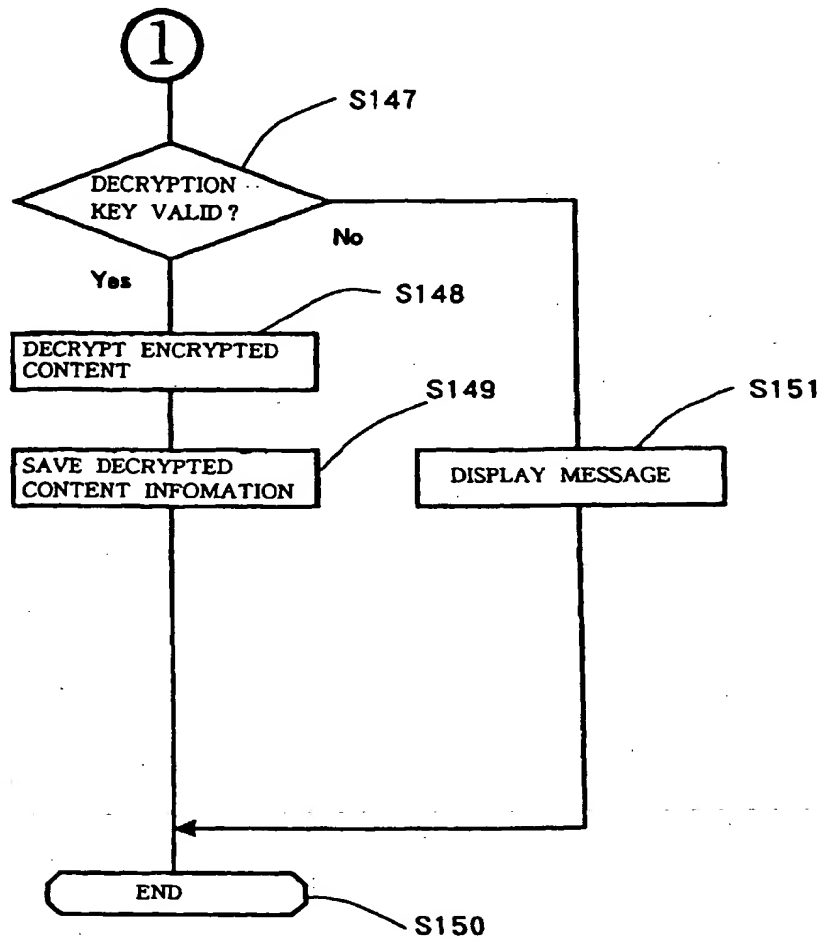 1
S147
DECRYPTION
KEY VALID?
No
Yes
S148
DECRYPT ENCRYPTED
CONTENT
S149
S151
SAVE DECRYPTED
CONTENT INFOMATION
DISPLAY MESSAGE
END
S150